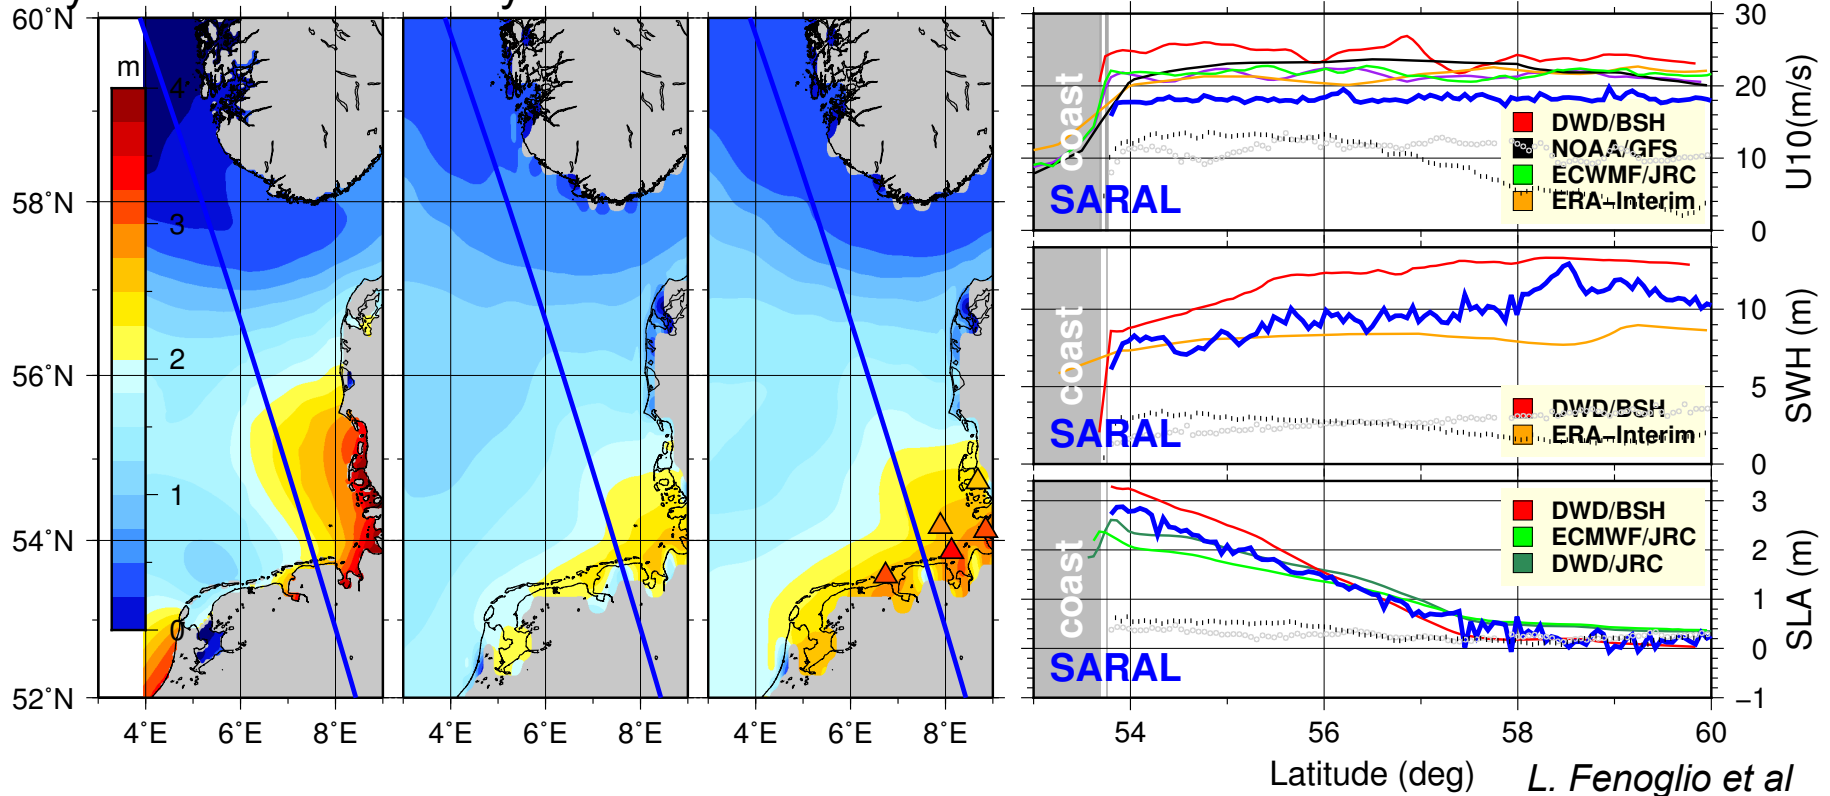 y y
60°N
58°N
56°N
54°N
52°N
m
4
3
2
1
0
4°E 6°E 8°E 4°E 6°E 8°E 4°E 6°E 8°E
30
20
10
0
U10(m/s)
coast
SARAL
DWD/BSH
NOAA/GFS
ECWMF/JRC
ERA-Interim
10
5
0
SWH (m)
coast
SARAL
DWD/BSH
ERA-Interim
3
2
1
0
-1
SLA (m)
coast
SARAL
DWD/BSH
ECMWF/JRC
DWD/JRC
54 56 58 60
Latitude (deg)
L. Fenoglio et al